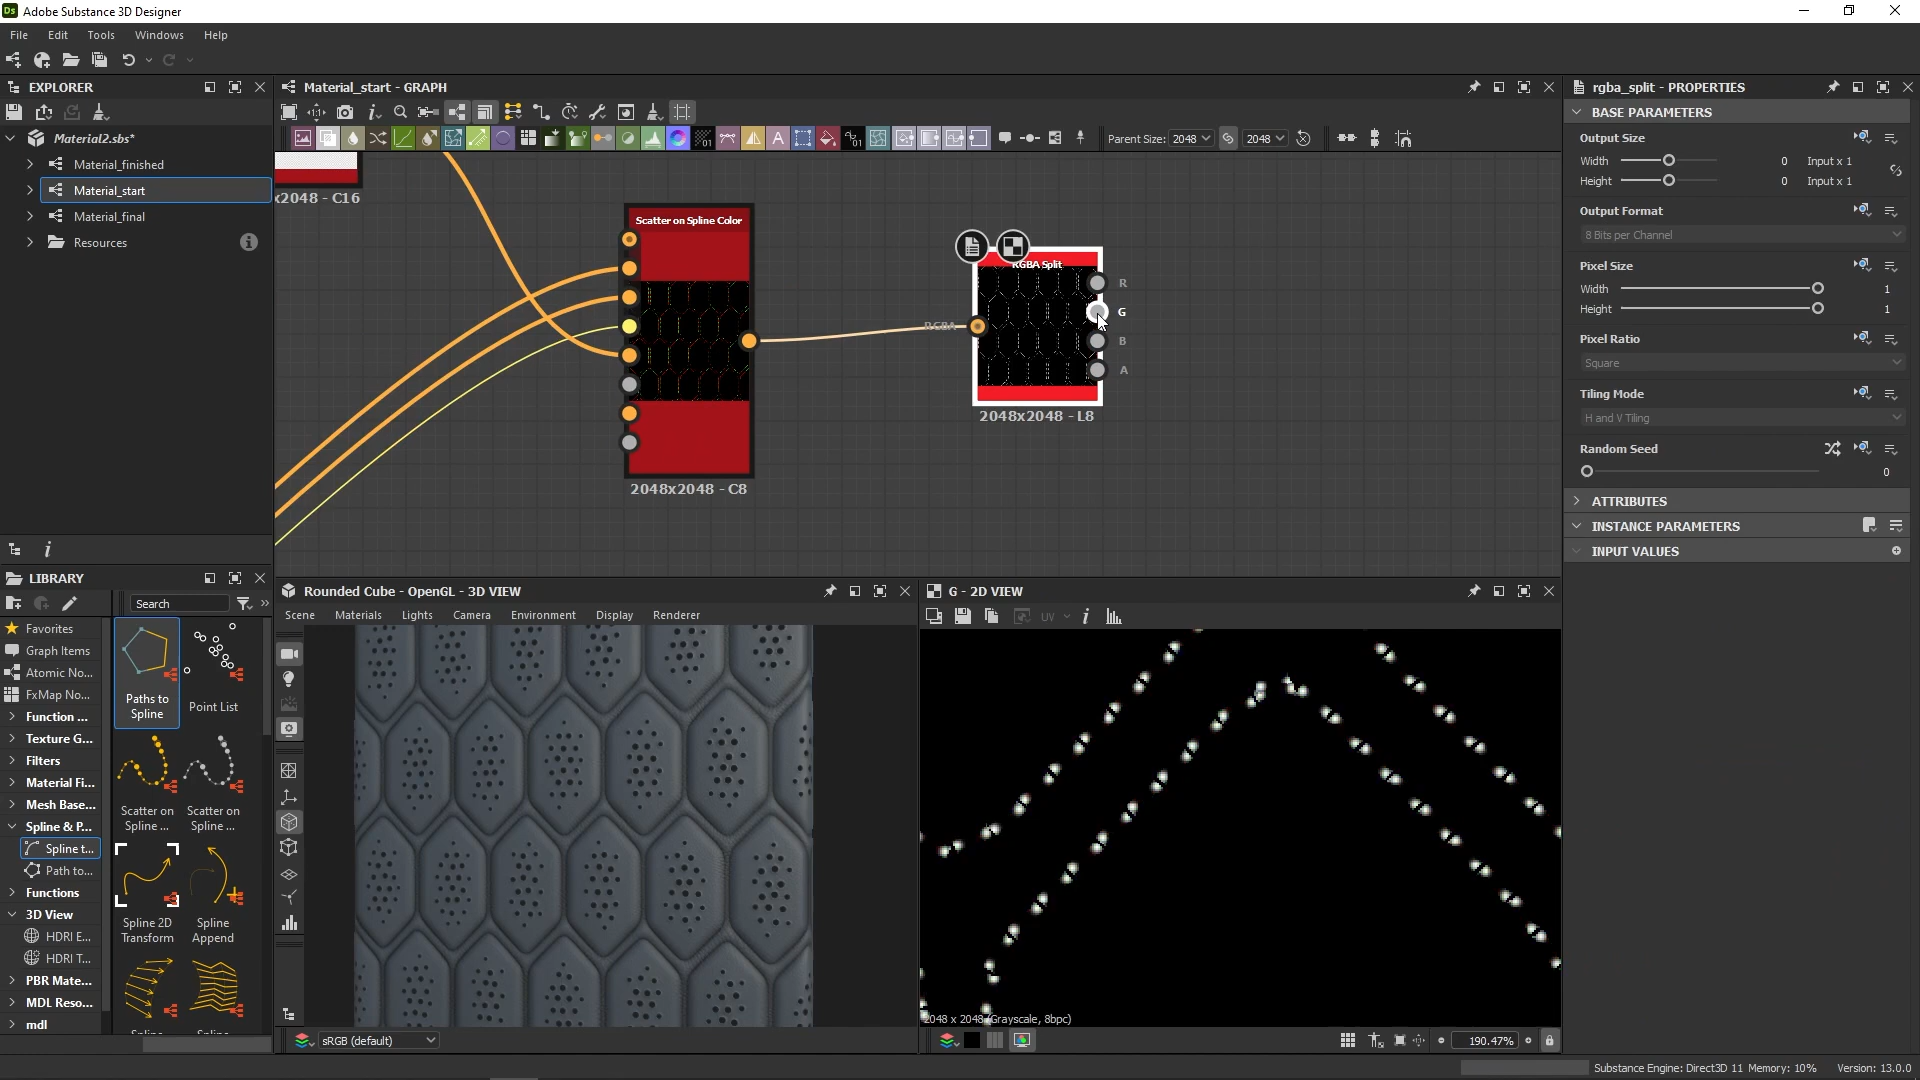 Ds Adobe Substance 3D Designer
File Edit Tools Windows Help
EXPLORER
Material2.sbs*
Material_finished
Material_start
Material_final
Resources
Material_start - GRAPH
Parent Size: 2048 2048
x2048 - C16
Scatter on Spline Color
2048x2048 - C8
RGBA
RGBA Split
R
G
B
A
2048x2048 - L8
LIBRARY
Search
Favorites
Graph Items
Atomic No...
FxMap No...
Function ...
Texture G...
Filters
Material Fi...
Mesh Base...
Spline & P...
Spline t...
Path to...
Functions
3D View
HDRI E...
HDRI T...
PBR Mate...
MDL Reso...
mdl
Paths to
Spline
Point List
Scatter on
Spline ...
Scatter on
Spline ...
Spline 2D
Transform
Spline
Append
Rounded Cube - OpenGL - 3D VIEW
Scene Materials Lights Camera Environment Display Renderer
sRGB (default)
G - 2D VIEW
UV
2048 x 2048 (Grayscale, 8bpc)
190.47%
rgba_split - PROPERTIES
BASE PARAMETERS
Output Size
Width 0 Input x 1
Height 0 Input x 1
Output Format
8 Bits per Channel
Pixel Size
Width 1
Height 1
Pixel Ratio
Square
Tiling Mode
H and V Tiling
Random Seed
0
ATTRIBUTES
INSTANCE PARAMETERS
INPUT VALUES
Substance Engine: Direct3D 11 Memory: 10% Version: 13.0.0